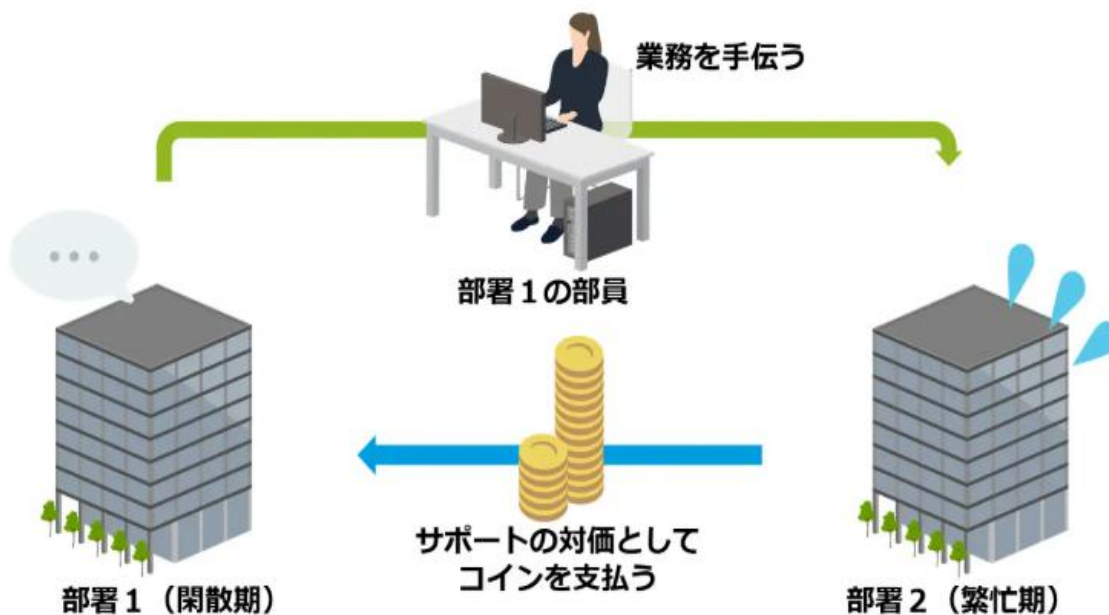 業務を手伝う
部署１の部員
サポートの対価として
コインを支払う
部署１（閑散期）
部署２（繁忙期）